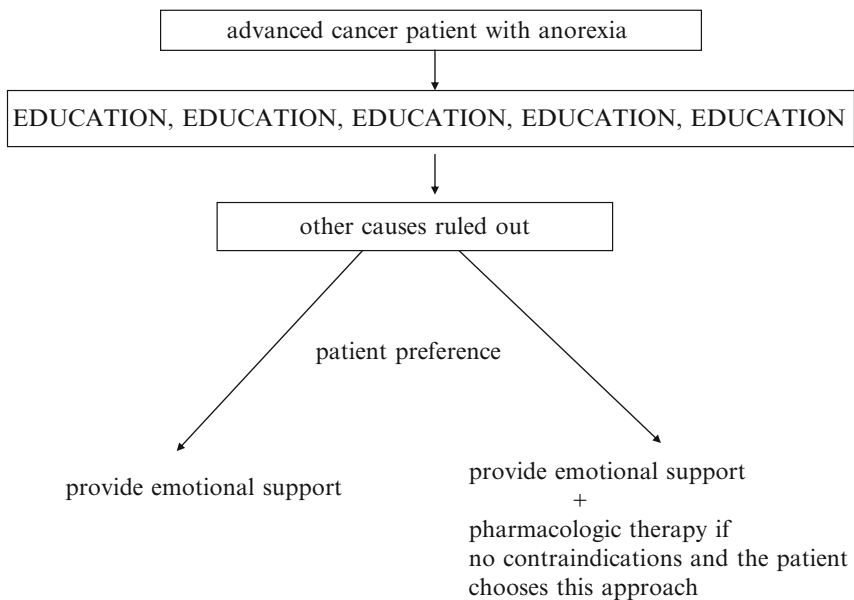 advanced cancer patient with anorexia
EDUCATION, EDUCATION, EDUCATION, EDUCATION, EDUCATION
other causes ruled out
patient preference
provide emotional support
provide emotional support
+
pharmacologic therapy if
no contraindications and the patient
chooses this approach